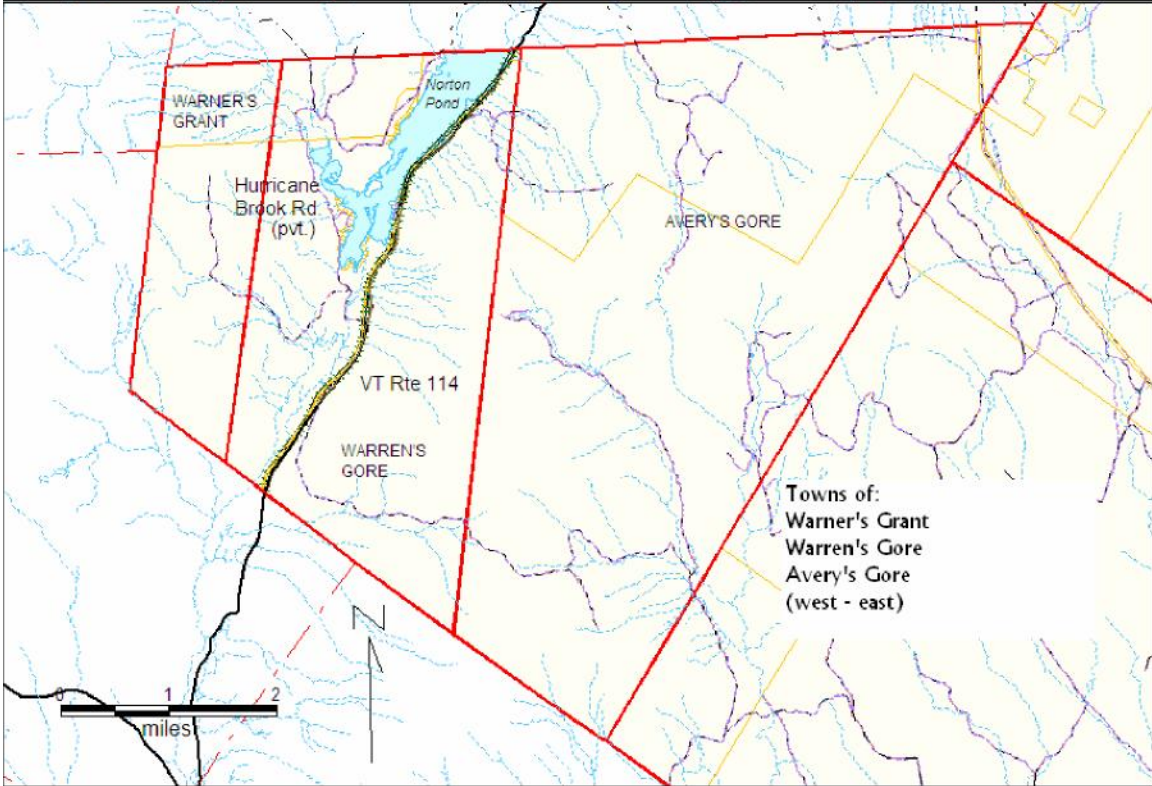 Norton
Pond
WARNER'S
GRANT
Hurricane
Brook Rd
(pvt.)
AVERY'S GORE
VT Rte 114
WARREN'S
GORE
Towns of:
Warner's Grant
Warren's Gore
Avery's Gore
(west - east)
N
0 1 2
miles